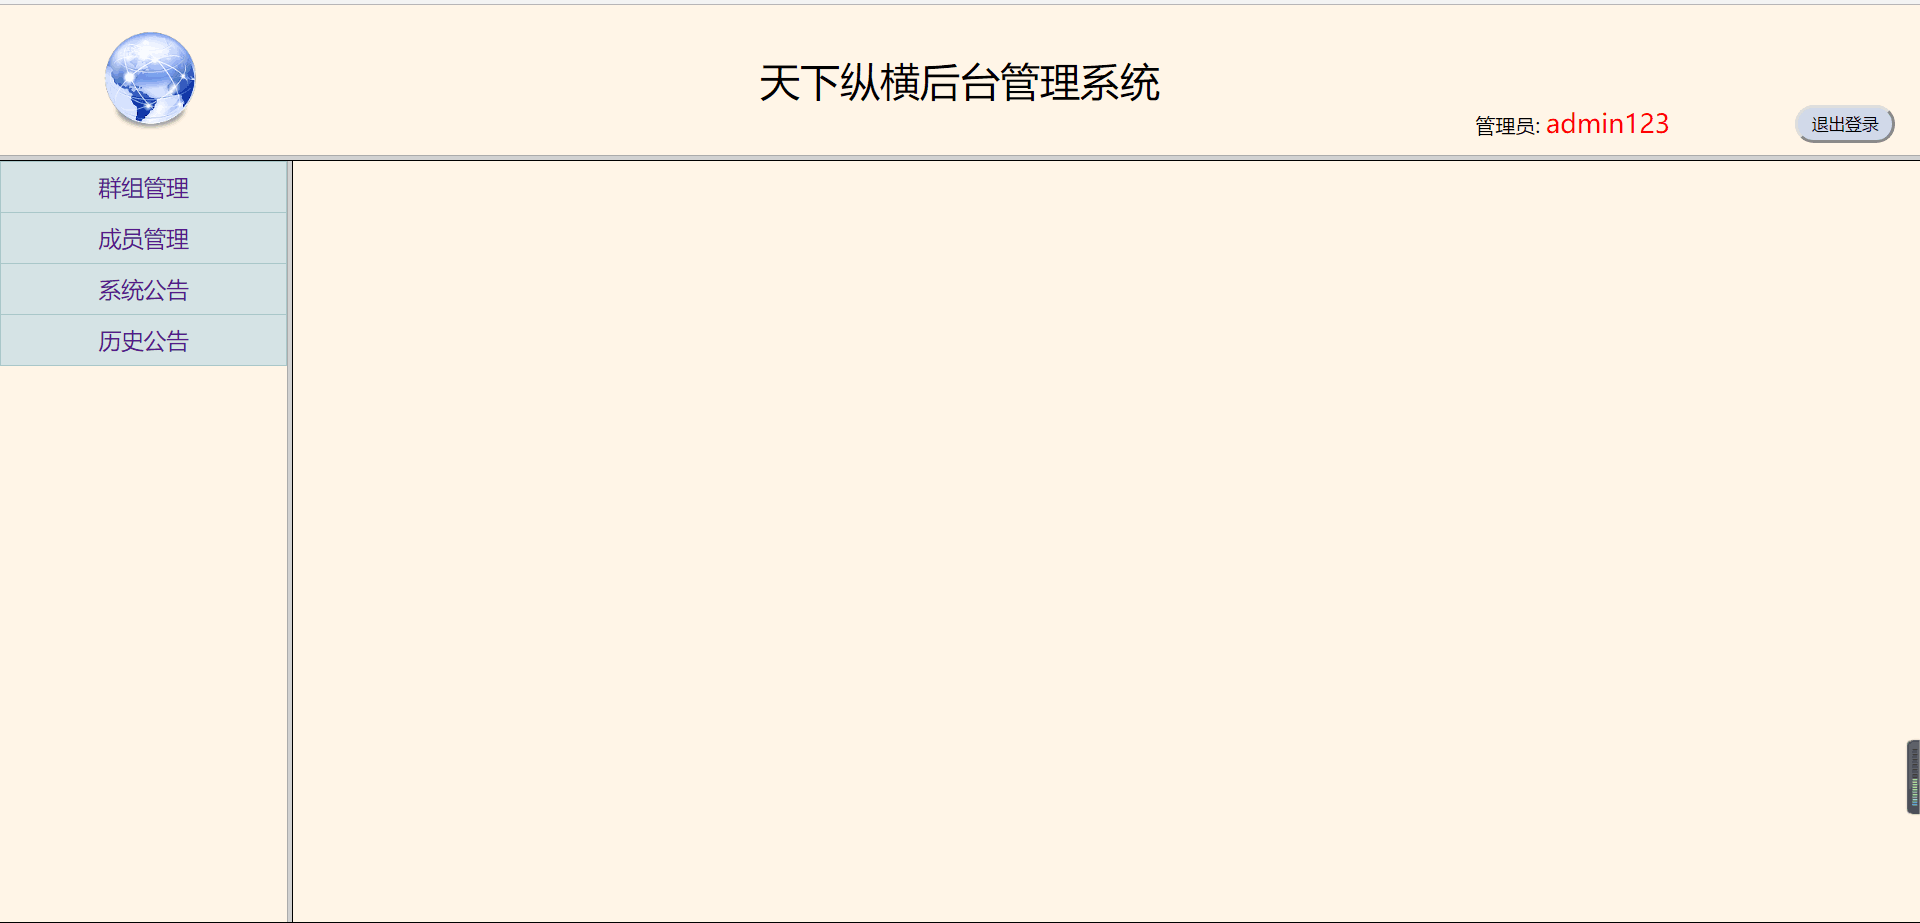 天下纵横后台管理系统
管理员: admin123
退出登录
群组管理
成员管理
系统公告
历史公告